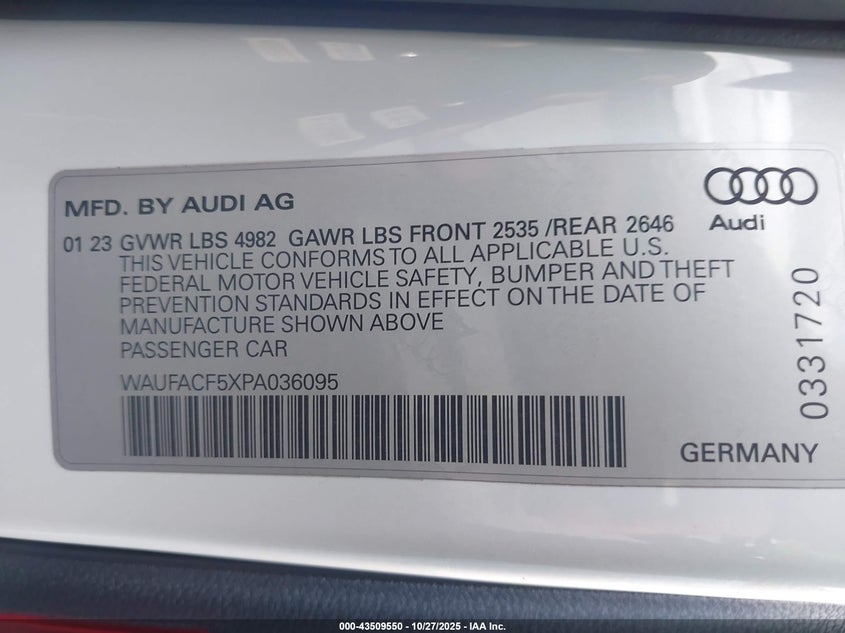 MFD. BY AUDI AG
Audi
01 23 GVWR LBS 4982 GAWR LBS FRONT 2535 /REAR 2646
THIS VEHICLE CONFORMS TO ALL APPLICABLE U.S.
FEDERAL MOTOR VEHICLE SAFETY, BUMPER AND THEFT
PREVENTION STANDARDS IN EFFECT ON THE DATE OF
MANUFACTURE SHOWN ABOVE
PASSENGER CAR
WAUFACF5XPA036095
0331720
GERMANY
000-43509550 - 10/27/2025 - IAA Inc.